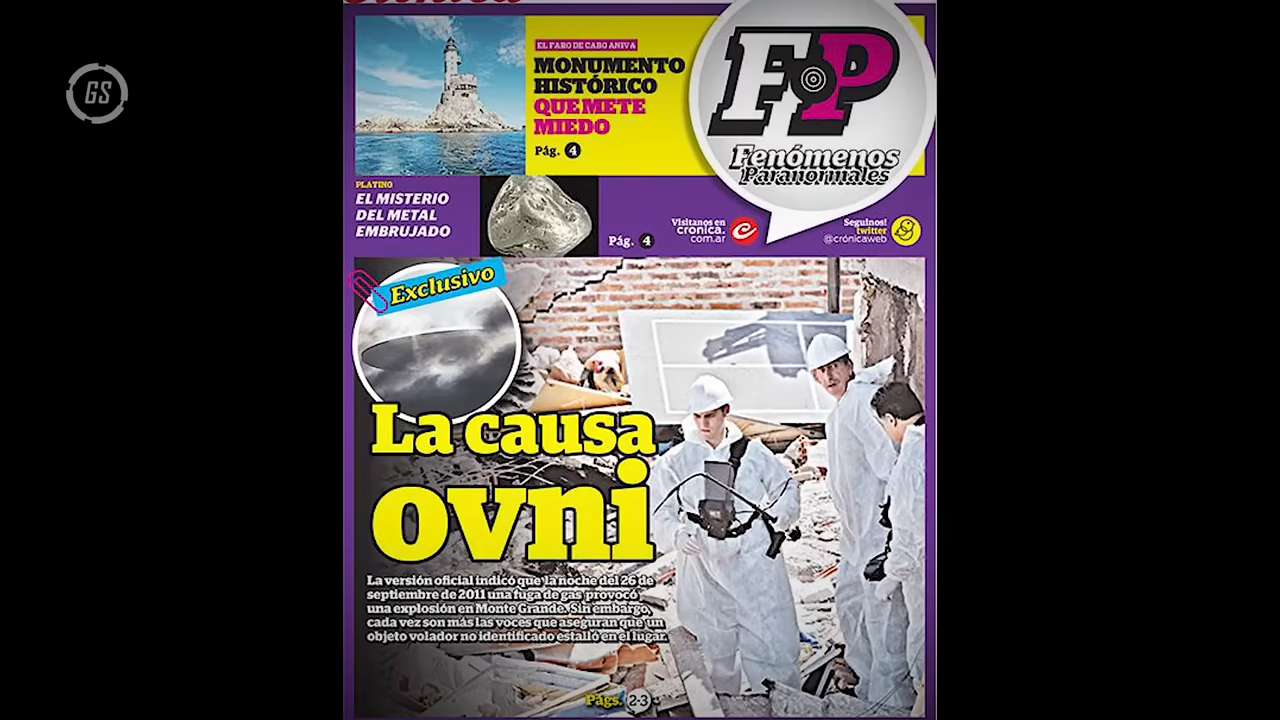 GS
EL FARO DE CABO ANIVA
MONUMENTO
HISTÓRICO
QUE METE
MIEDO
Pág. 4
FP
Fenómenos
Paranormales
PLATINO
EL MISTERIO
DEL METAL
EMBRUJADO
Pág. 4
Visitanos en
cronica.
com.ar
Seguinos!
twitter
@crónicaweb
Exclusivo
La causa
ovni
La versión oficial indicó que la noche del 26 de
septiembre de 2011 una fuga de gas provocó
una explosión en Monte Grande. Sin embargo,
cada vez son más las voces que aseguran que un
objeto volador no identificado estalló en el lugar.
Págs. 2-3